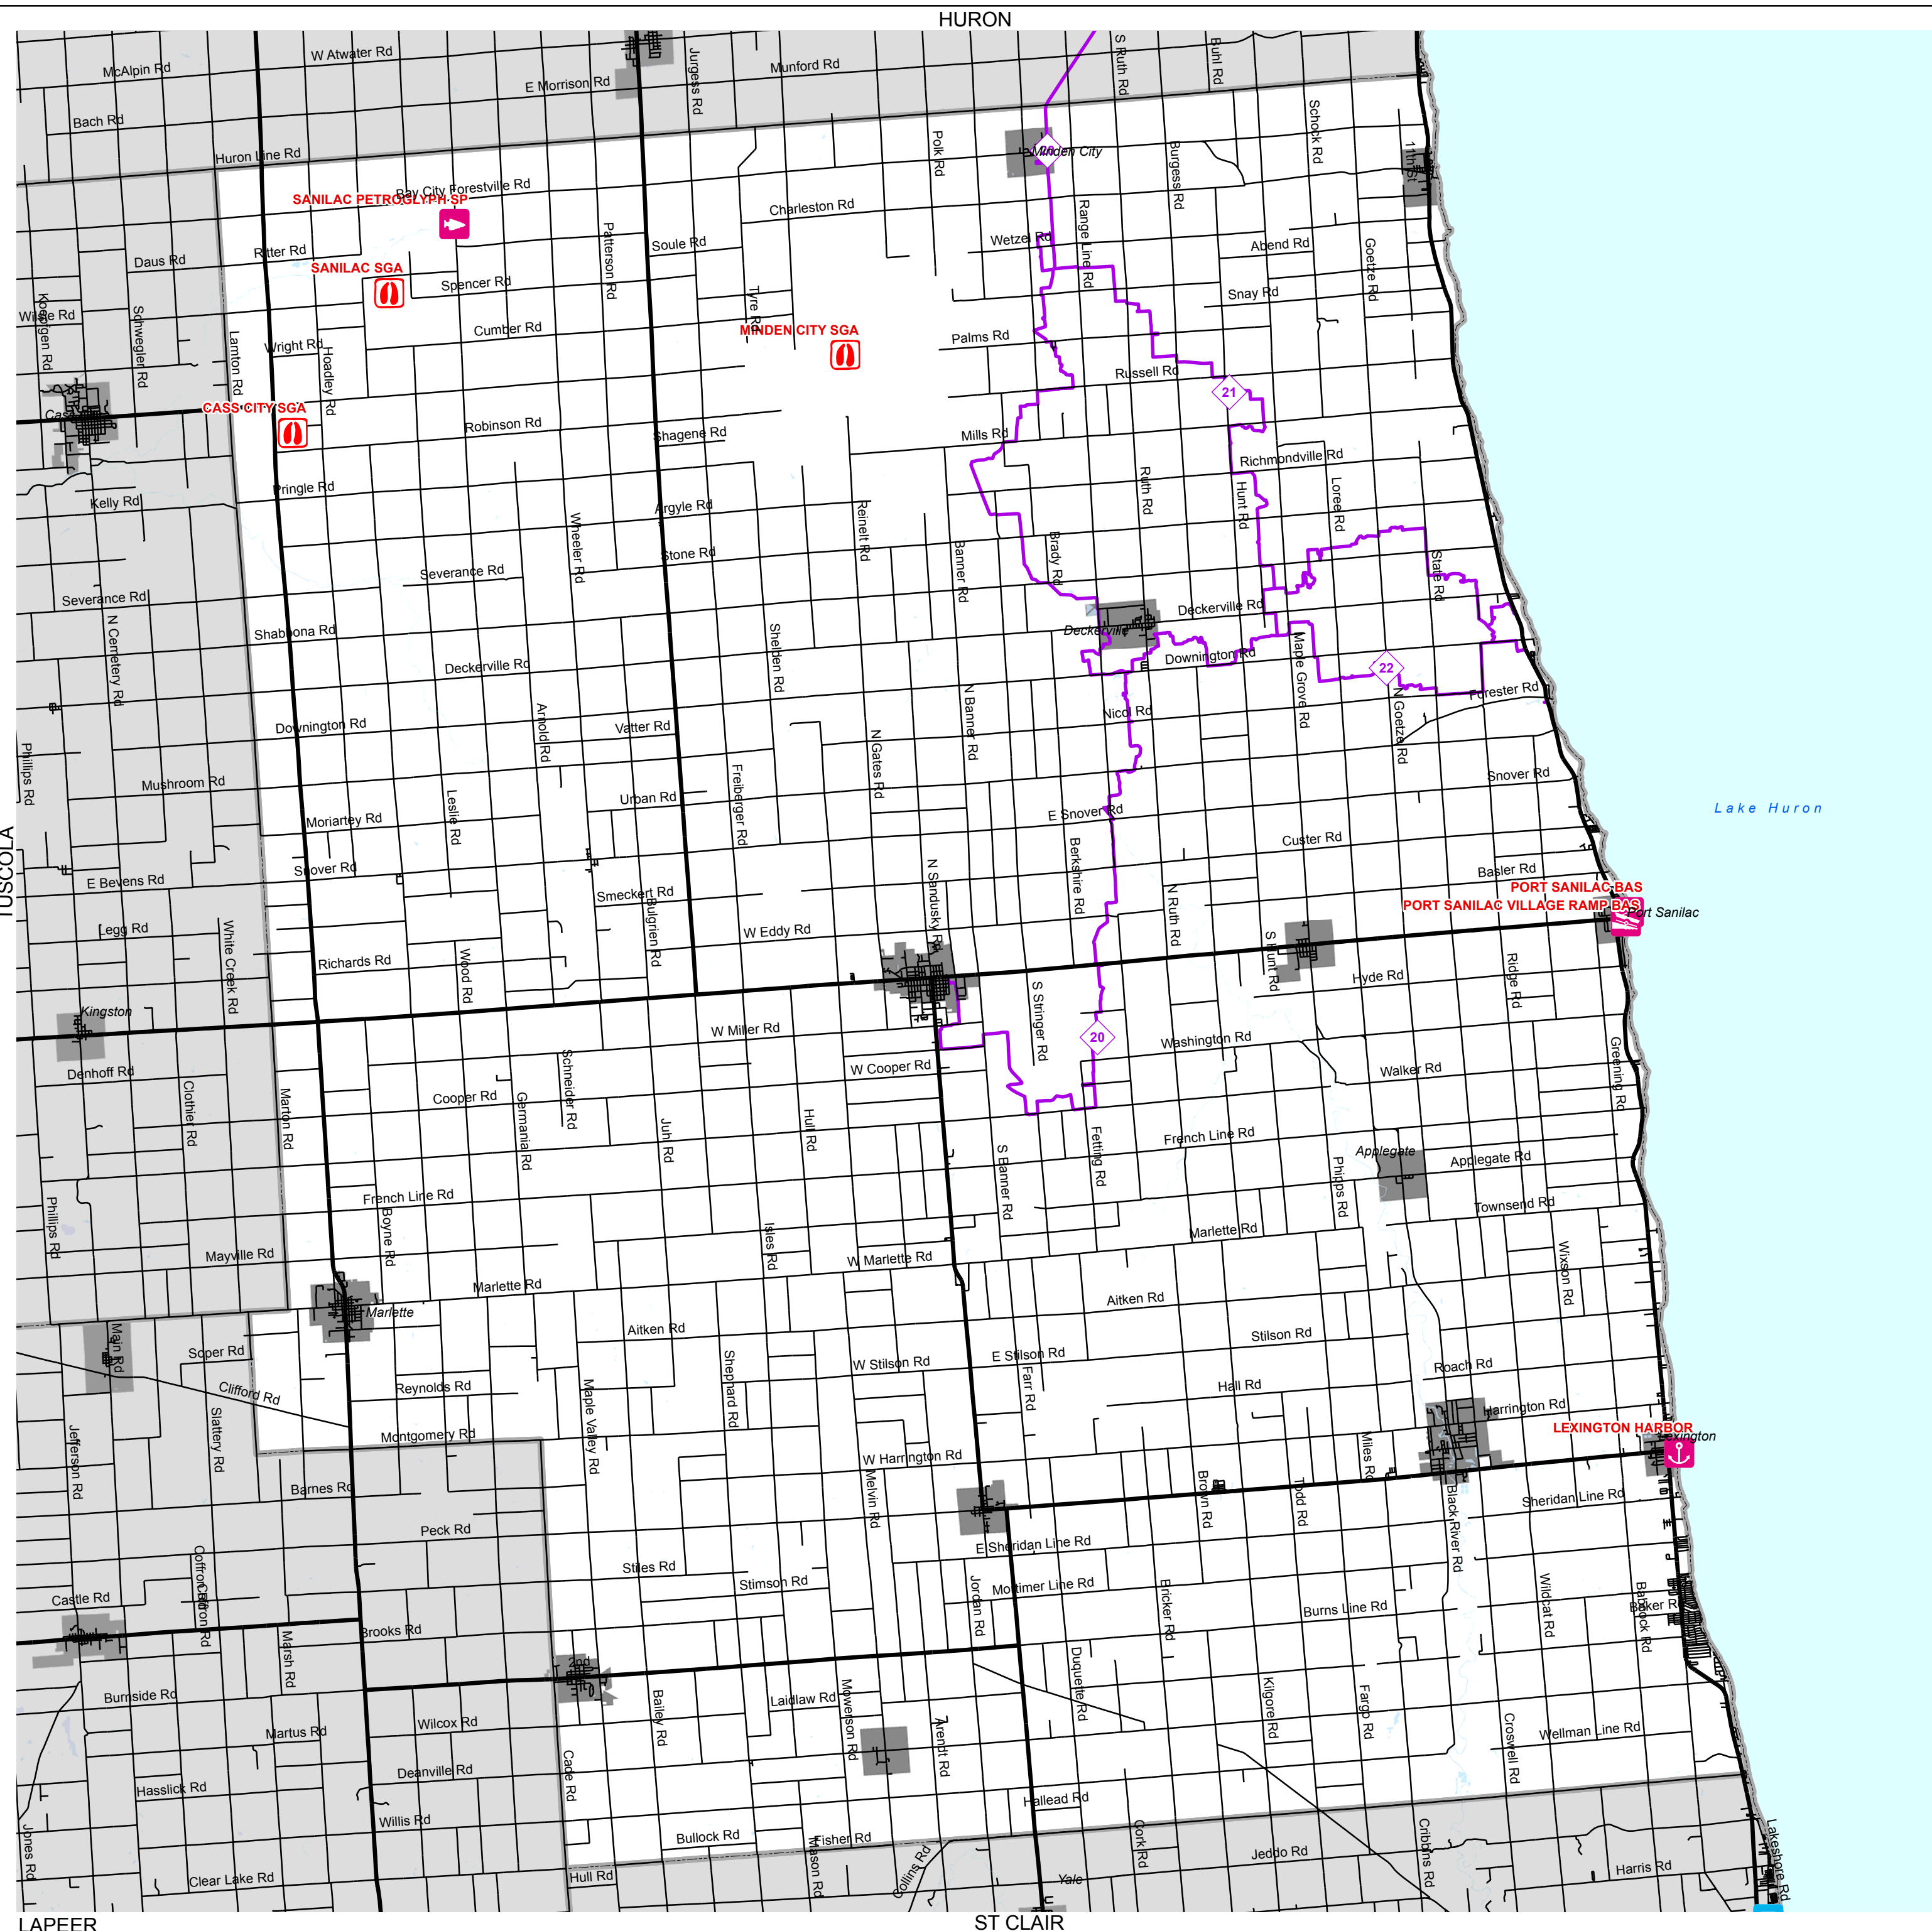 HURON
W Atwater Rd
McAlpin Rd
E Morrison Rd
Jurgess Rd
Munford Rd
S Ruth Rd
Buhl Rd
Bach Rd
Huron Line Rd
Polk Rd
Schock Rd
Minden City
Burgess Rd
11th St
Bay City Forestville Rd
SANILAC PETROGLYPH SP
Charleston Rd
Range Line Rd
Patterson Rd
Soule Rd
Wetzel Rd
Abend Rd
Goetze Rd
Ritter Rd
Daus Rd
SANILAC SGA
Spencer Rd
Tyre Rd
Snay Rd
Wilsie Rd
Schwegler Rd
Lamton Rd
Wright Rd
Hoadley Rd
Cumber Rd
MINDEN CITY SGA
Palms Rd
Russell Rd
21
CASS CITY SGA
Robinson Rd
Shagene Rd
Mills Rd
Richmondville Rd
Pringle Rd
Kelly Rd
Argyle Rd
Reinelt Rd
Ruth Rd
Hunt Rd
Loree Rd
Wheeler Rd
Stone Rd
Banner Rd
Brady Rd
State Rd
Severance Rd
Severance Rd
N Cemetery Rd
Shabbona Rd
Shelden Rd
Deckerville
Deckerville Rd
Deckerville Rd
Downington Rd
Maple Grove Rd
22
Forester Rd
N Goetze Rd
Arnold Rd
N Banner Rd
Nicol Rd
Downington Rd
Vatter Rd
N Gates Rd
Phillips Rd
Mushroom Rd
Freiberger Rd
Snover Rd
Urban Rd
Leslie Rd
Moriartey Rd
E Snover Rd
Lake Huron
Custer Rd
TUSCOLA
Snover Rd
E Bevens Rd
Berkshire Rd
N Sandusky Rd
Basler Rd
Smeckert Rd
Bulgrien Rd
N Ruth Rd
PORT SANILAC BAS
PORT SANILAC VILLAGE RAMP BAS
Port Sanilac
Legg Rd
White Creek Rd
W Eddy Rd
Richards Rd
Wood Rd
S Hunt Rd
Hyde Rd
Ridge Rd
Kingston
S Stringer Rd
W Miller Rd
20
Washington Rd
Greening Rd
Denhoff Rd
Clothier Rd
Marton Rd
Cooper Rd
Schneider Rd
Germania Rd
W Cooper Rd
Walker Rd
Juhl Rd
Hull Rd
Fetting Rd
French Line Rd
Applegate
Applegate Rd
S Banner Rd
Phipps Rd
Phillips Rd
French Line Rd
Boyne Rd
Isles Rd
Townsend Rd
Mayville Rd
W Marlette Rd
Marlette Rd
Wixson Rd
Marlette Rd
Marlette
Aitken Rd
Aitken Rd
Main Rd
Soper Rd
Clifford Rd
Reynolds Rd
Shephard Rd
W Stilson Rd
E Stilson Rd
Stilson Rd
Farr Rd
Roach Rd
Hall Rd
Harrington Rd
Slattery Rd
Jefferson Rd
Montgomery Rd
Maple Valley Rd
W Harrington Rd
Miles Rd
LEXINGTON HARBOR
Lexington
Barnes Rd
Melvin Rd
Brown Rd
Todd Rd
Black River Rd
Sheridan Line Rd
Peck Rd
E Sheridan Line Rd
Coffron Rd
Coffron Rd
Castle Rd
Stiles Rd
Stimson Rd
Jordan Rd
Mortimer Line Rd
Bricker Rd
Burns Line Rd
Wildcat Rd
Babcock Rd
Baker Rd
Brooks Rd
Marsh Rd
2nd
Burnside Rd
Duquette Rd
Kilgore Rd
Fargo Rd
Bailey Rd
Laidlaw Rd
Mowerson Rd
Arendt Rd
Croswell Rd
Wellman Line Rd
Martus Rd
Wilcox Rd
Cade Rd
Deanville Rd
Hasslick Rd
Willis Rd
Hallead Rd
Jones Rd
Bullock Rd
Fisher Rd
Mason Rd
Collins Rd
Cork Rd
Cribbins Rd
Jeddo Rd
Lakeshore Rd
Harris Rd
Clear Lake Rd
Hull Rd
Yale
LAPEER
ST CLAIR